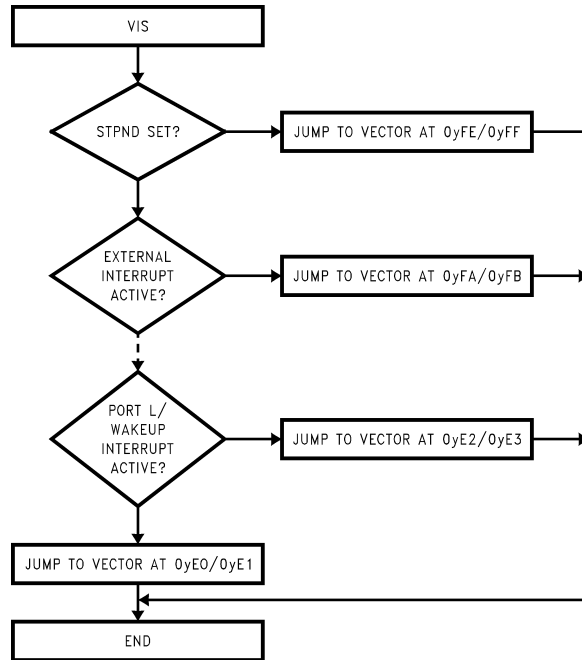 VIS
STPND SET?
JUMP TO VECTOR AT 0yFE/0yFF
EXTERNAL
INTERRUPT
ACTIVE?
JUMP TO VECTOR AT 0yFA/0yFB
PORT L/
WAKEUP
INTERRUPT
ACTIVE?
JUMP TO VECTOR AT 0yE2/0yE3
JUMP TO VECTOR AT 0yE0/0yE1
END